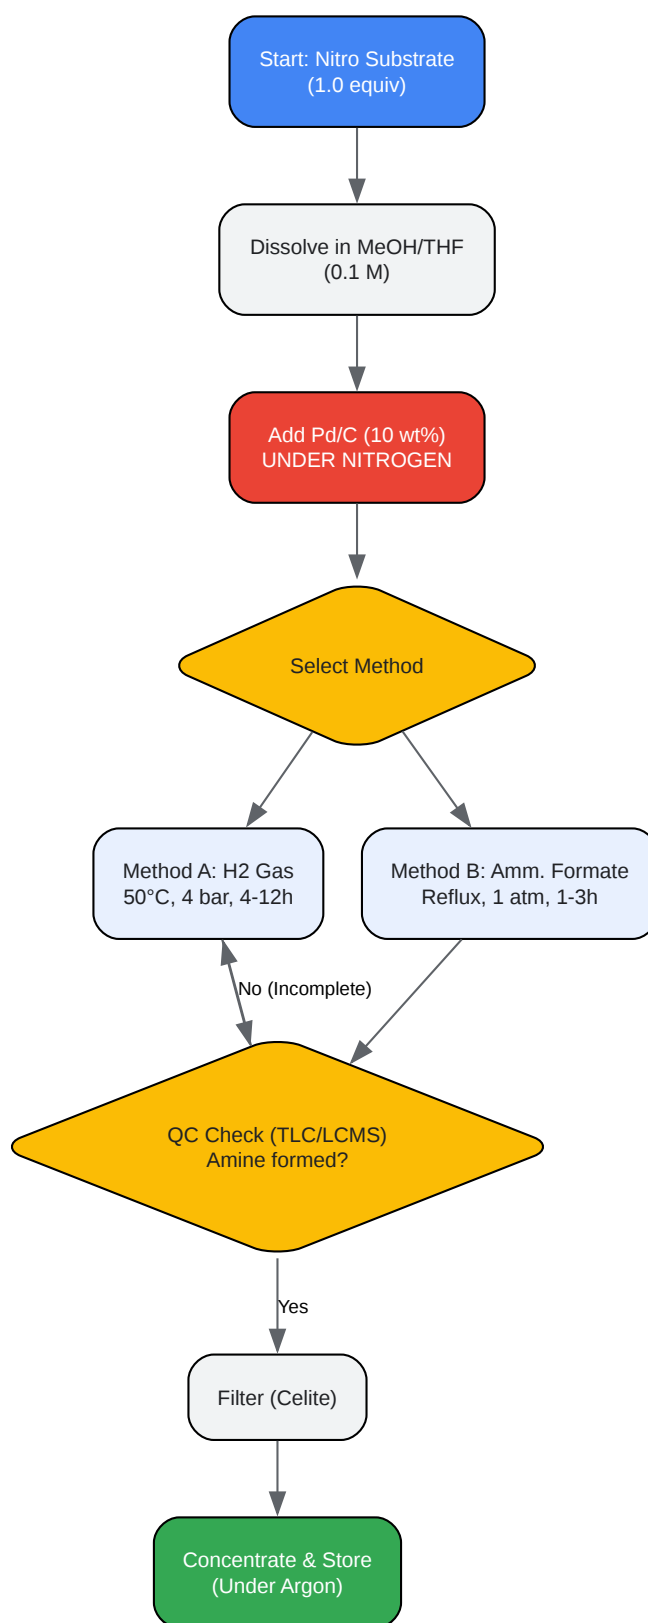 Start: Nitro Substrate
(1.0 equiv)
Dissolve in MeOH/THF
(0.1 M)
Add Pd/C (10 wt%)
UNDER NITROGEN
Select Method
Method A: H2 Gas
50°C, 4 bar, 4-12h
Method B: Amm. Formate
Reflux, 1 atm, 1-3h
No (Incomplete)
QC Check (TLC/LCMS)
Amine formed?
Yes
Filter (Celite)
Concentrate & Store
(Under Argon)